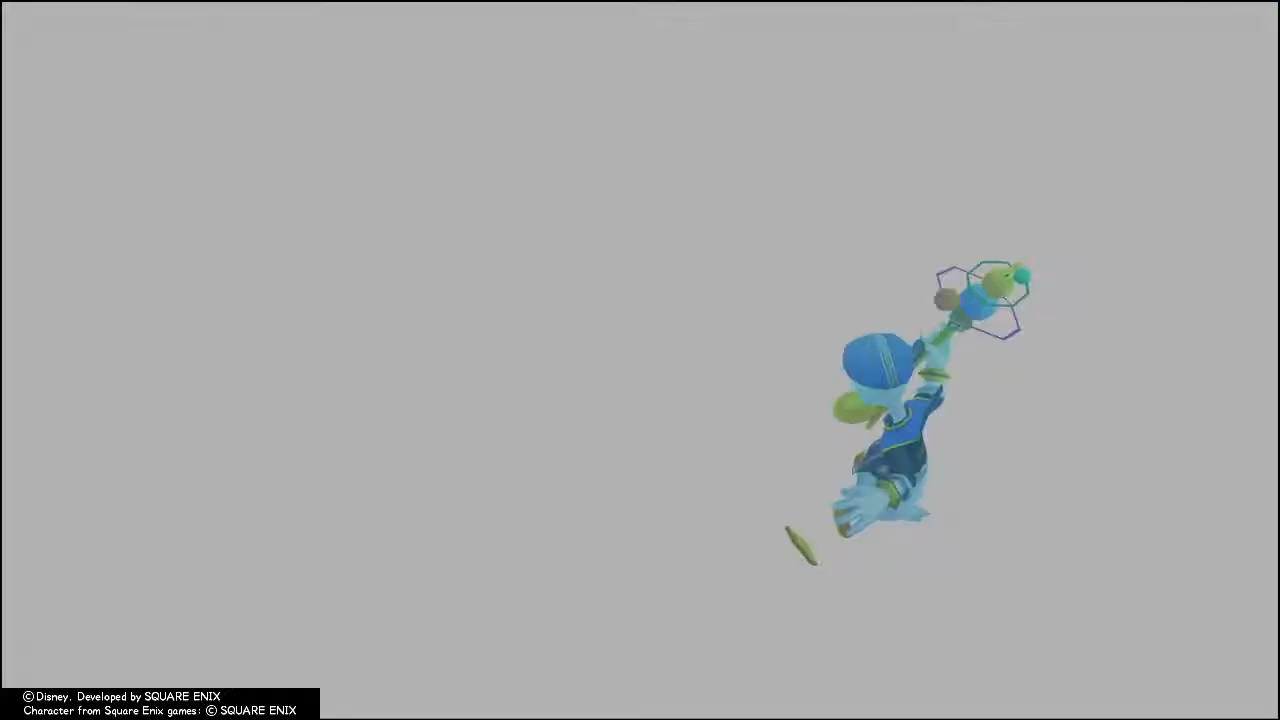 ©Disney. Developed by SQUARE ENIX
Character from Square Enix games: © SQUARE ENIX